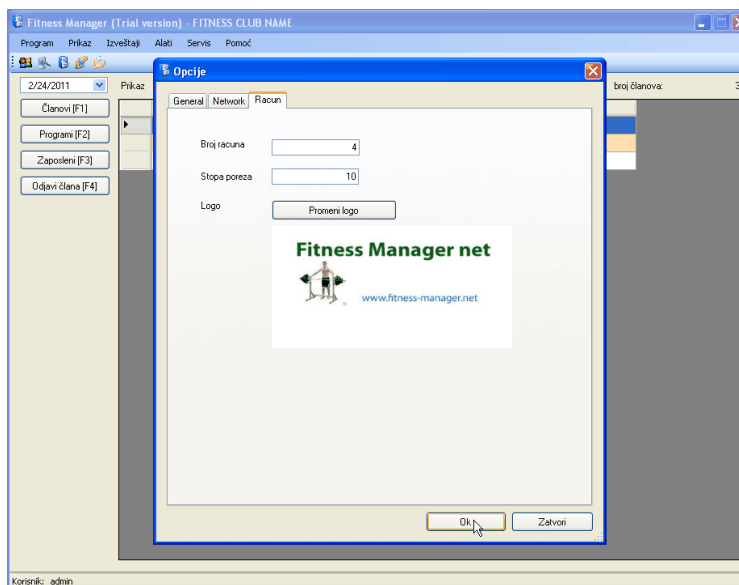 Fitness Manager (Trial version) - FITNESS CLUB NAME
Program Prikaz Izveštaji Alati Servis Pomoć
2/24/2011 Prikaz broj članova: 3
Članovi [F1]
Programi [F2]
Zaposleni [F3]
Odjavi člana [F4]
Opcije
General Network Racun
Broj racuna 4
Stopa poreza 10
Logo Promeni logo
Fitness Manager net
www.fitness-manager.net
Ok Zatvori
Korisnik: admin